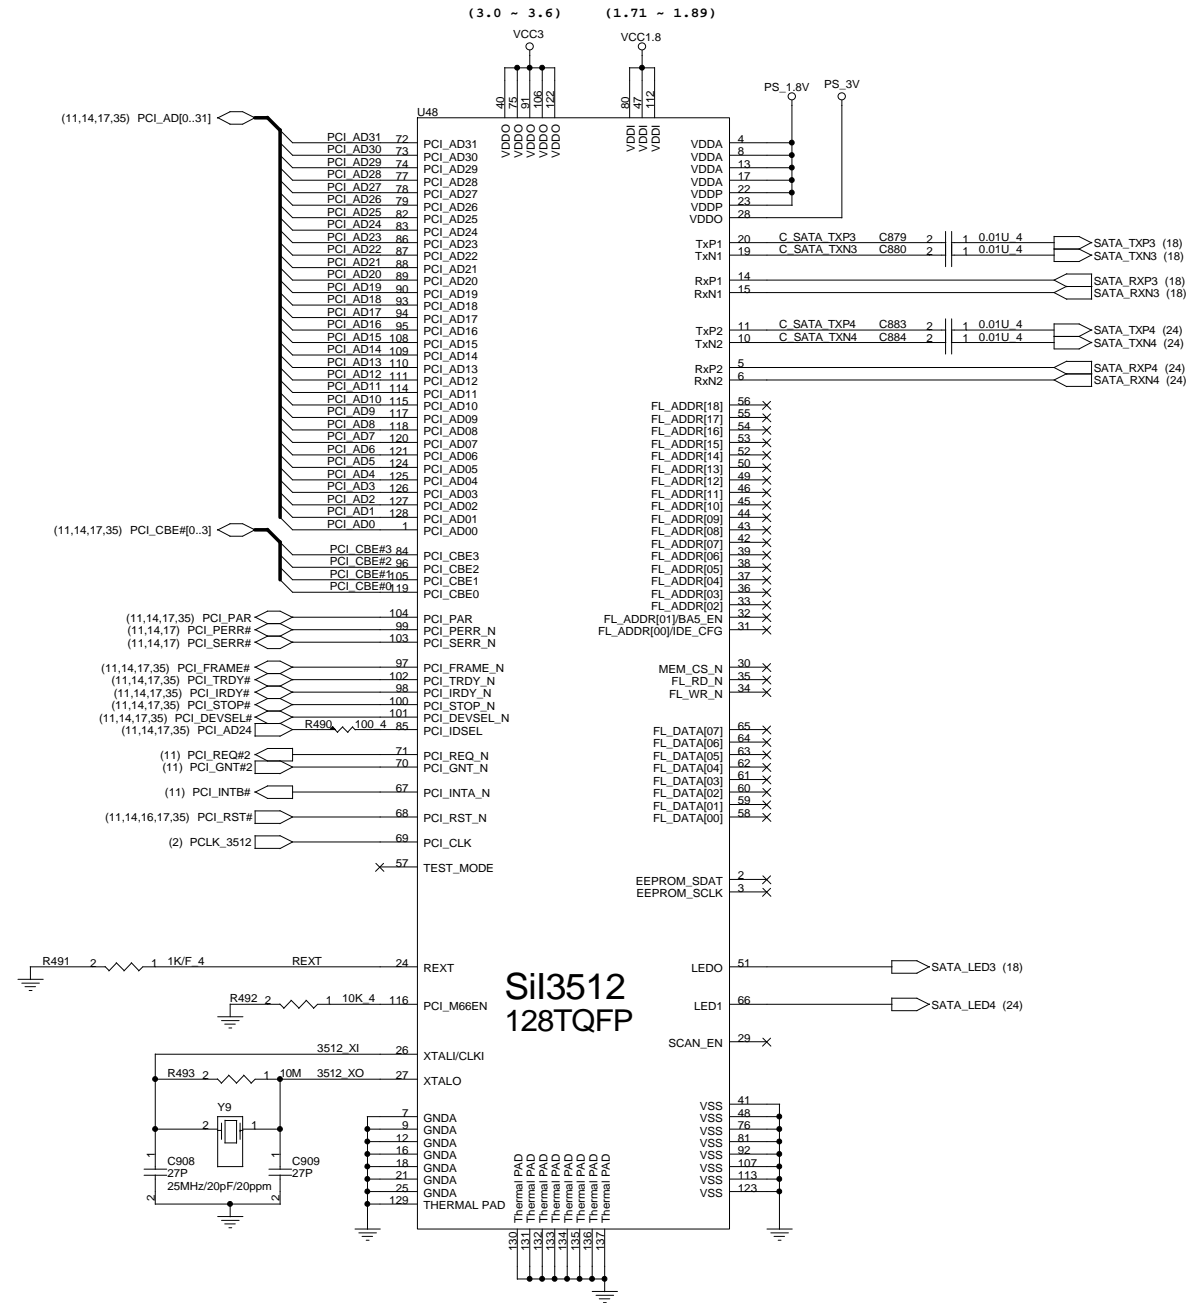 (3.0 ~ 3.6) (1.71 ~ 1.89)
VCC3 VCC1.8
PS_1.8V PS_3V
40 75 91 106 122 80 47 112
U48
VDDO VDDO VDDO VDDO VDDO VDDI VDDI VDDI
(11,14,17,35) PCI_AD[0..31]
PCI_AD31 72 PCI_AD31
PCI_AD30 73 PCI_AD30
PCI_AD29 74 PCI_AD29
PCI_AD28 77 PCI_AD28
PCI_AD27 78 PCI_AD27
PCI_AD26 79 PCI_AD26
PCI_AD25 82 PCI_AD25
PCI_AD24 83 PCI_AD24
PCI_AD23 86 PCI_AD23
PCI_AD22 87 PCI_AD22
PCI_AD21 88 PCI_AD21
PCI_AD20 89 PCI_AD20
PCI_AD19 90 PCI_AD19
PCI_AD18 93 PCI_AD18
PCI_AD17 94 PCI_AD17
PCI_AD16 95 PCI_AD16
PCI_AD15 108 PCI_AD15
PCI_AD14 109 PCI_AD14
PCI_AD13 110 PCI_AD13
PCI_AD12 111 PCI_AD12
PCI_AD11 114 PCI_AD11
PCI_AD10 115 PCI_AD10
PCI_AD9 117 PCI_AD09
PCI_AD8 118 PCI_AD08
PCI_AD7 120 PCI_AD07
PCI_AD6 121 PCI_AD06
PCI_AD5 124 PCI_AD05
PCI_AD4 125 PCI_AD04
PCI_AD3 126 PCI_AD03
PCI_AD2 127 PCI_AD02
PCI_AD1 128 PCI_AD01
PCI_AD0 1 PCI_AD00
(11,14,17,35) PCI_CBE#[0..3]
PCI_CBE#3 84 PCI_CBE3
PCI_CBE#2 96 PCI_CBE2
PCI_CBE#1 105 PCI_CBE1
PCI_CBE#0 119 PCI_CBE0
(11,14,17,35) PCI_PAR 104 PCI_PAR
(11,14,17) PCI_PERR# 99 PCI_PERR_N
(11,14,17) PCI_SERR# 103 PCI_SERR_N
(11,14,17,35) PCI_FRAME# 97 PCI_FRAME_N
(11,14,17,35) PCI_TRDY# 102 PCI_TRDY_N
(11,14,17,35) PCI_IRDY# 98 PCI_IRDY_N
(11,14,17,35) PCI_STOP# 100 PCI_STOP_N
(11,14,17,35) PCI_DEVSEL# 101 PCI_DEVSEL_N
(11,14,17,35) PCI_AD24 R490 100_4 85 PCI_IDSEL
(11) PCI_REQ#2 71 PCI_REQ_N
(11) PCI_GNT#2 70 PCI_GNT_N
(11) PCI_INTB# 67 PCI_INTA_N
(11,14,16,17,35) PCI_RST# 68 PCI_RST_N
(2) PCLK_3512 69 PCI_CLK
57 TEST_MODE
R491 2 1 1K/F_4 REXT 24 REXT
R492 2 1 10K_4 116 PCI_M66EN
3512_XI 26 XTALI/CLKI
R493 2 1 10M 3512_XO 27 XTALO
Y9
2 1
1 C908 27P 2
1 C909 27P 2
25MHz/20pF/20ppm
7 GNDA
9 GNDA
12 GNDA
16 GNDA
18 GNDA
21 GNDA
25 GNDA
129 THERMAL PAD
SiI3512
128TQFP
VDDA 4
VDDA 8
VDDA 13
VDDA 17
VDDP 22
VDDP 23
VDDO 28
TxP1 20 C_SATA_TXP3 C879 2 1 0.01U_4 SATA_TXP3 (18)
TxN1 19 C_SATA_TXN3 C880 2 1 0.01U_4 SATA_TXN3 (18)
RxP1 14 SATA_RXP3 (18)
RxN1 15 SATA_RXN3 (18)
TxP2 11 C_SATA_TXP4 C883 2 1 0.01U_4 SATA_TXP4 (24)
TxN2 10 C_SATA_TXN4 C884 2 1 0.01U_4 SATA_TXN4 (24)
RxP2 5 SATA_RXP4 (24)
RxN2 6 SATA_RXN4 (24)
FL_ADDR[18] 56
FL_ADDR[17] 55
FL_ADDR[16] 54
FL_ADDR[15] 53
FL_ADDR[14] 52
FL_ADDR[13] 50
FL_ADDR[12] 49
FL_ADDR[11] 46
FL_ADDR[10] 45
FL_ADDR[09] 44
FL_ADDR[08] 43
FL_ADDR[07] 42
FL_ADDR[06] 39
FL_ADDR[05] 38
FL_ADDR[04] 37
FL_ADDR[03] 36
FL_ADDR[02] 33
FL_ADDR[01]/BA5_EN 32
FL_ADDR[00]/IDE_CFG 31
MEM_CS_N 30
FL_RD_N 35
FL_WR_N 34
FL_DATA[07] 65
FL_DATA[06] 64
FL_DATA[05] 63
FL_DATA[04] 62
FL_DATA[03] 61
FL_DATA[02] 60
FL_DATA[01] 59
FL_DATA[00] 58
EEPROM_SDAT 2
EEPROM_SCLK 3
LEDO 51 SATA_LED3 (18)
LED1 66 SATA_LED4 (24)
SCAN_EN 29
VSS 41
VSS 48
VSS 76
VSS 81
VSS 92
VSS 107
VSS 113
VSS 123
Thermal PAD Thermal PAD Thermal PAD Thermal PAD Thermal PAD Thermal PAD Thermal PAD Thermal PAD
130 131 132 133 134 135 136 137